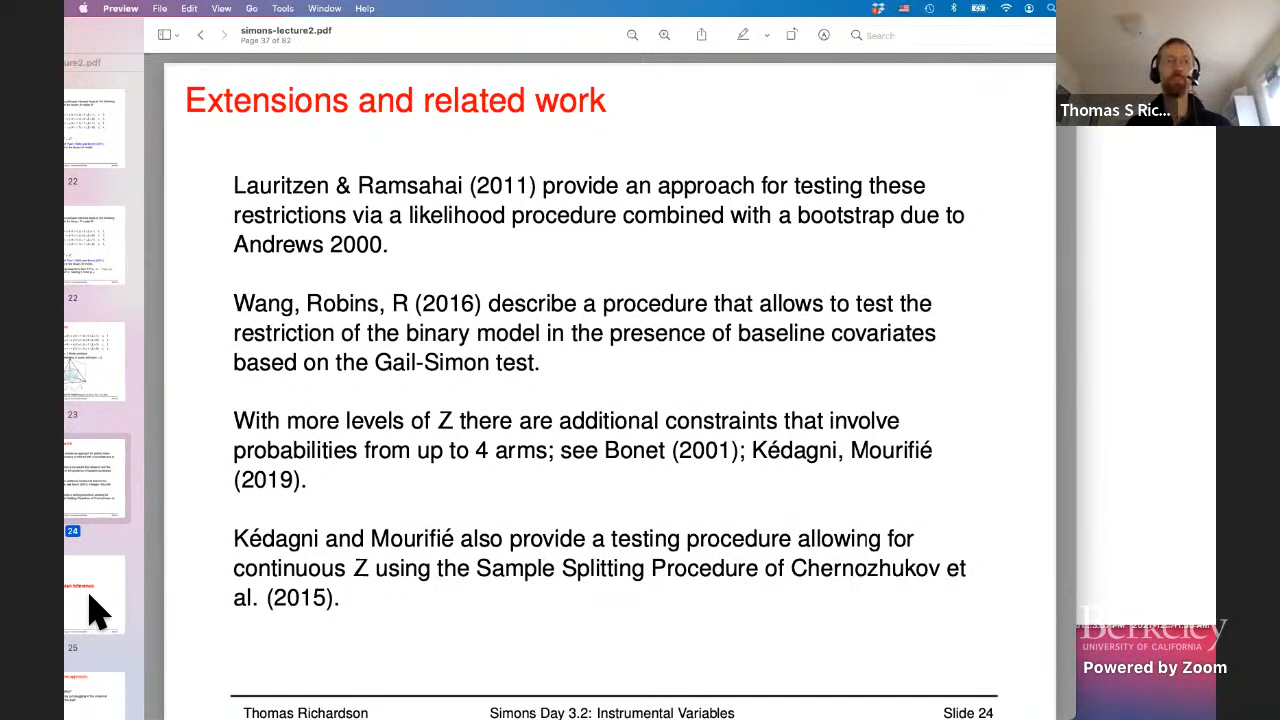 Preview File Edit View Go Tools Window Help
simons-lecture2.pdf
Page 37 of 82
Search
ure2.pdf
Thomas S Ric...
Extensions and related work
Lauritzen & Ramsahai (2011) provide an approach for testing these
restrictions via a likelihood procedure combined with a bootstrap due to
Andrews 2000.
Wang, Robins, R (2016) describe a procedure that allows to test the
restriction of the binary model in the presence of baseline covariates
based on the Gail-Simon test.
With more levels of Z there are additional constraints that involve
probabilities from up to 4 arms; see Bonet (2001); Kédagni, Mourifié
(2019).
Kédagni and Mourifié also provide a testing procedure allowing for
continuous Z using the Sample Splitting Procedure of Chernozhukov et
al. (2015).
Thomas Richardson Simons Day 3.2: Instrumental Variables Slide 24
22
22
23
24
25
Berkeley
UNIVERSITY OF CALIFORNIA
Powered by Zoom